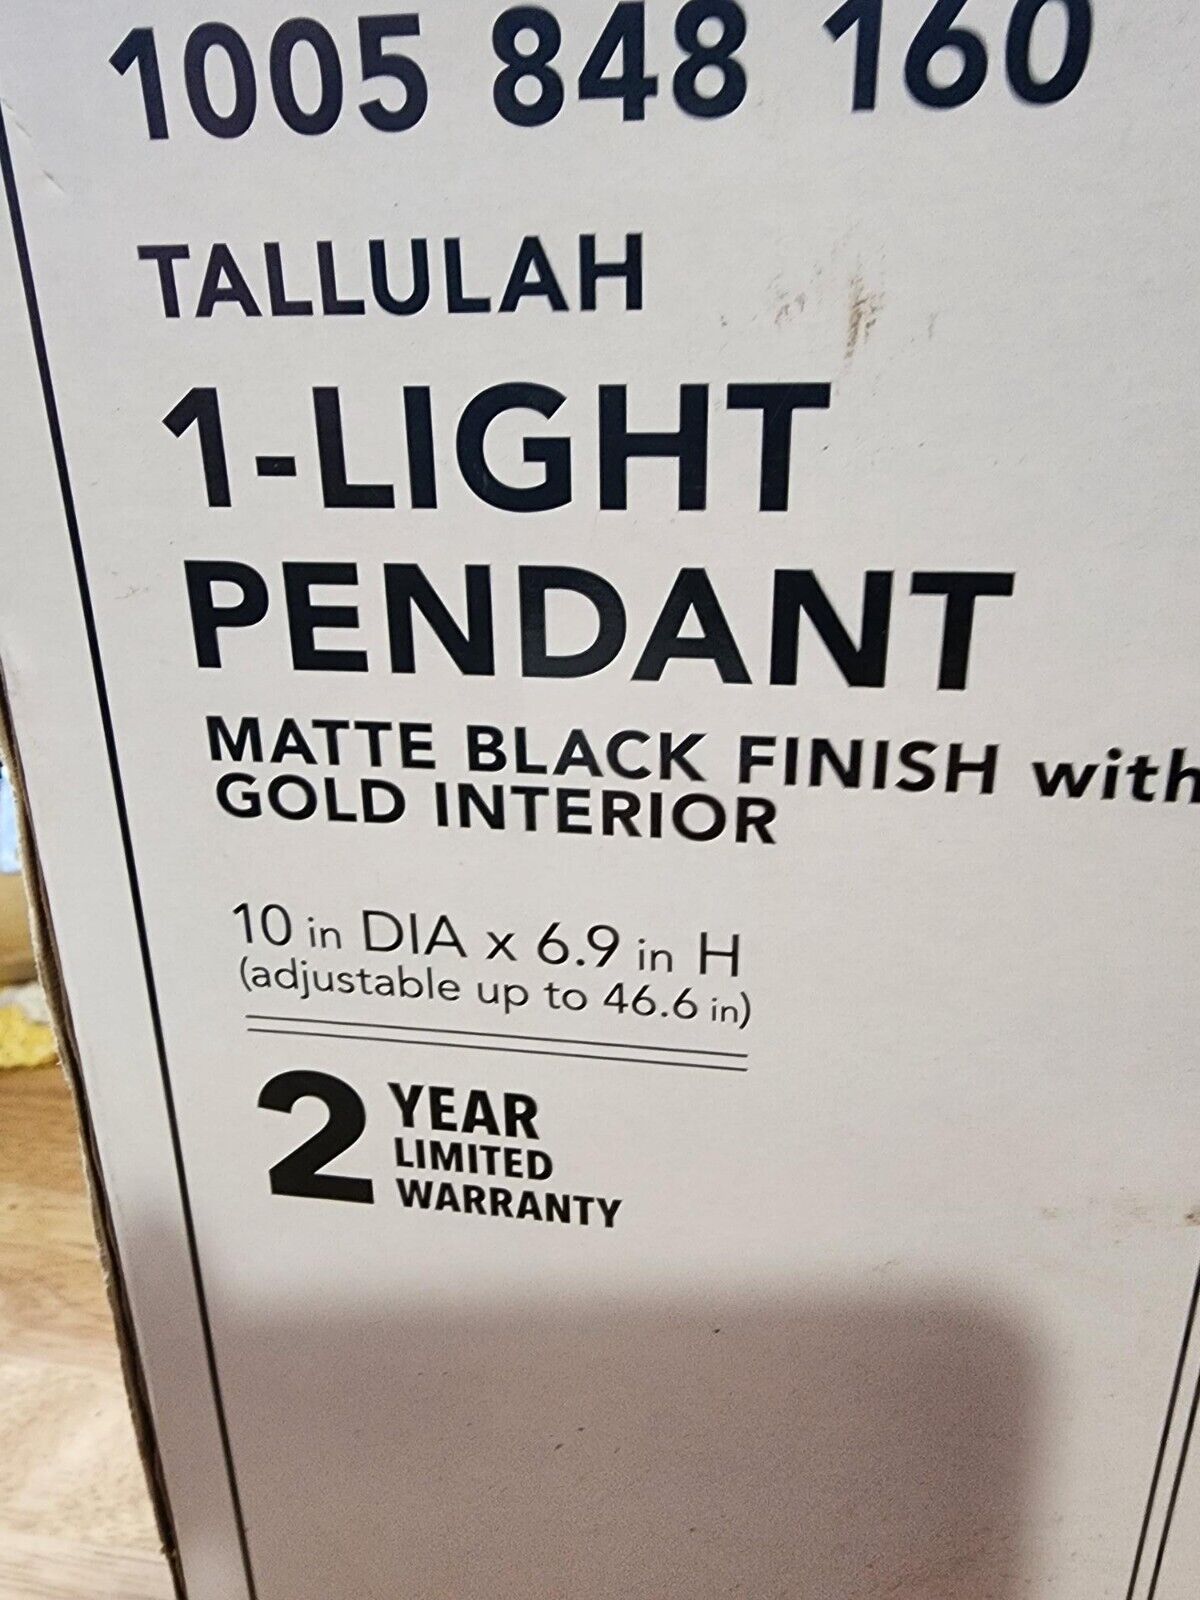 1005 848 160
TALLULAH
1-LIGHT
PENDANT
MATTE BLACK FINISH with
GOLD INTERIOR
10 in DIA x 6.9 in H
(adjustable up to 46.6 in)
2 YEAR
LIMITED
WARRANTY